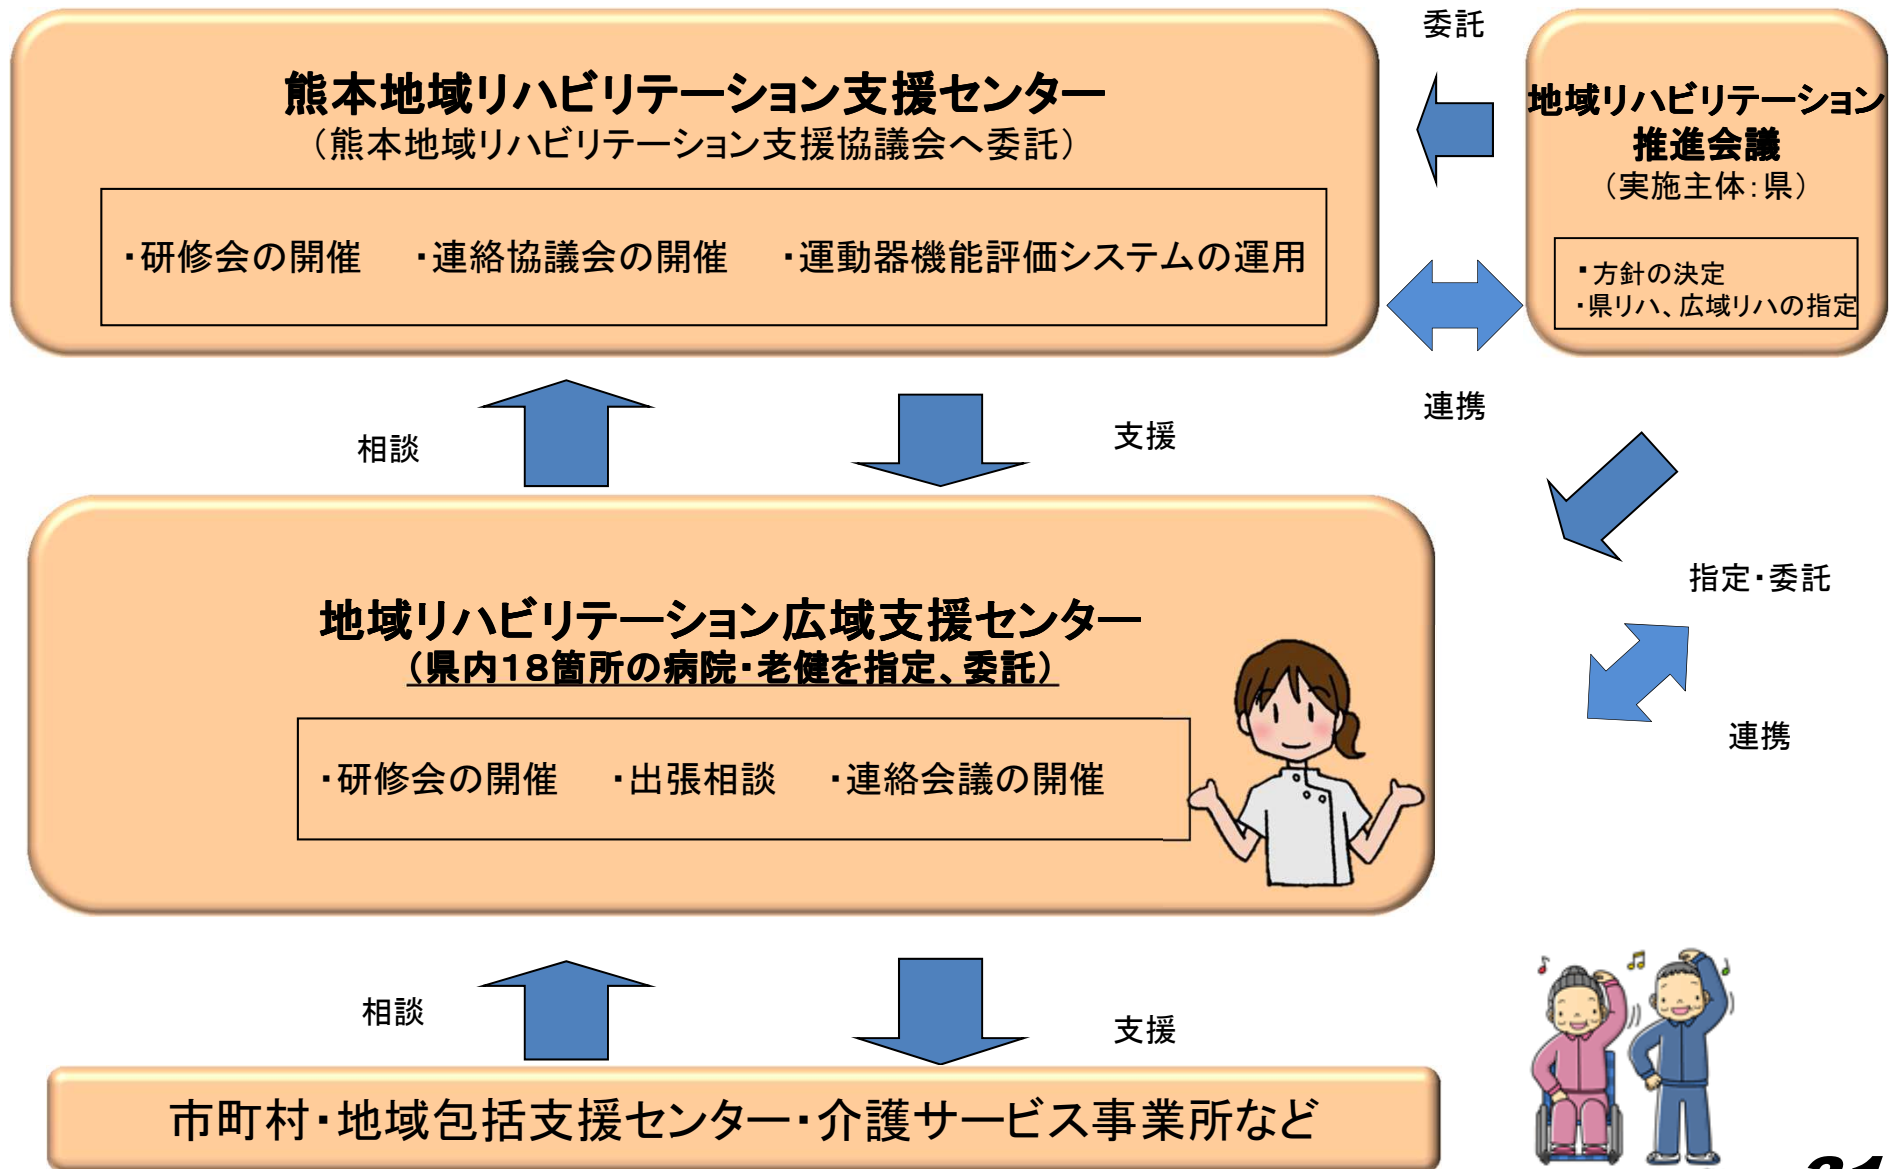 熊本地域リハビリテーション支援センター
（熊本地域リハビリテーション支援協議会へ委託）
・研修会の開催　・連絡協議会の開催　・運動器機能評価システムの運用
委託
地域リハビリテーション
推進会議
（実施主体：県）
・方針の決定
・県リハ、広域リハの指定
連携
相談
支援
指定・委託
連携
地域リハビリテーション広域支援センター
（県内18箇所の病院・老健を指定、委託）
・研修会の開催　・出張相談　・連絡会議の開催
相談
支援
市町村・地域包括支援センター・介護サービス事業所など